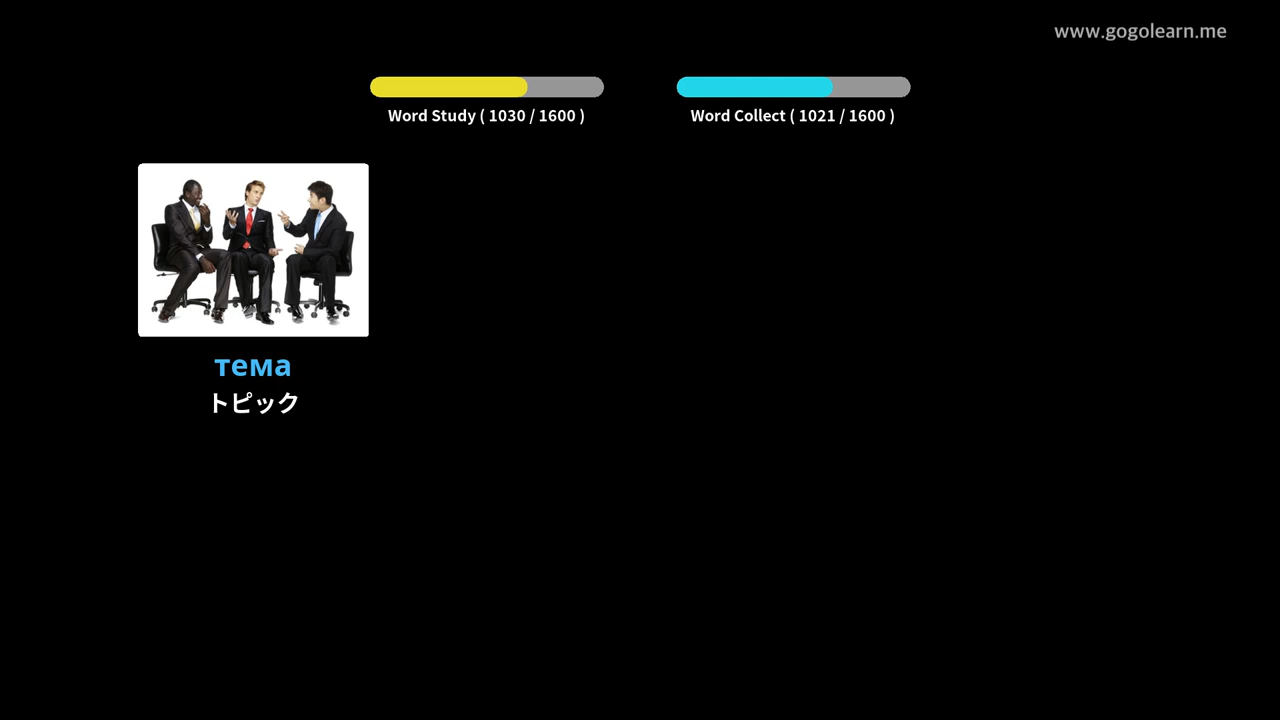 www.gogolearn.me
Word Study ( 1030 / 1600 )
Word Collect ( 1021 / 1600 )
тема
トピック